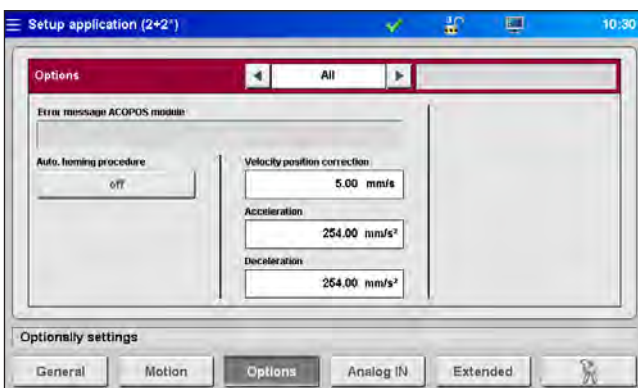 Setup application (2+2*)
10:30
Options
All
Error message ACOPOS module
Auto. homing procedure
off
Velocity position correction
5.00 mm/s
Acceleration
254.00 mm/s²
Deceleration
254.00 mm/s²
Optionally settings
General
Motion
Options
Analog IN
Extended